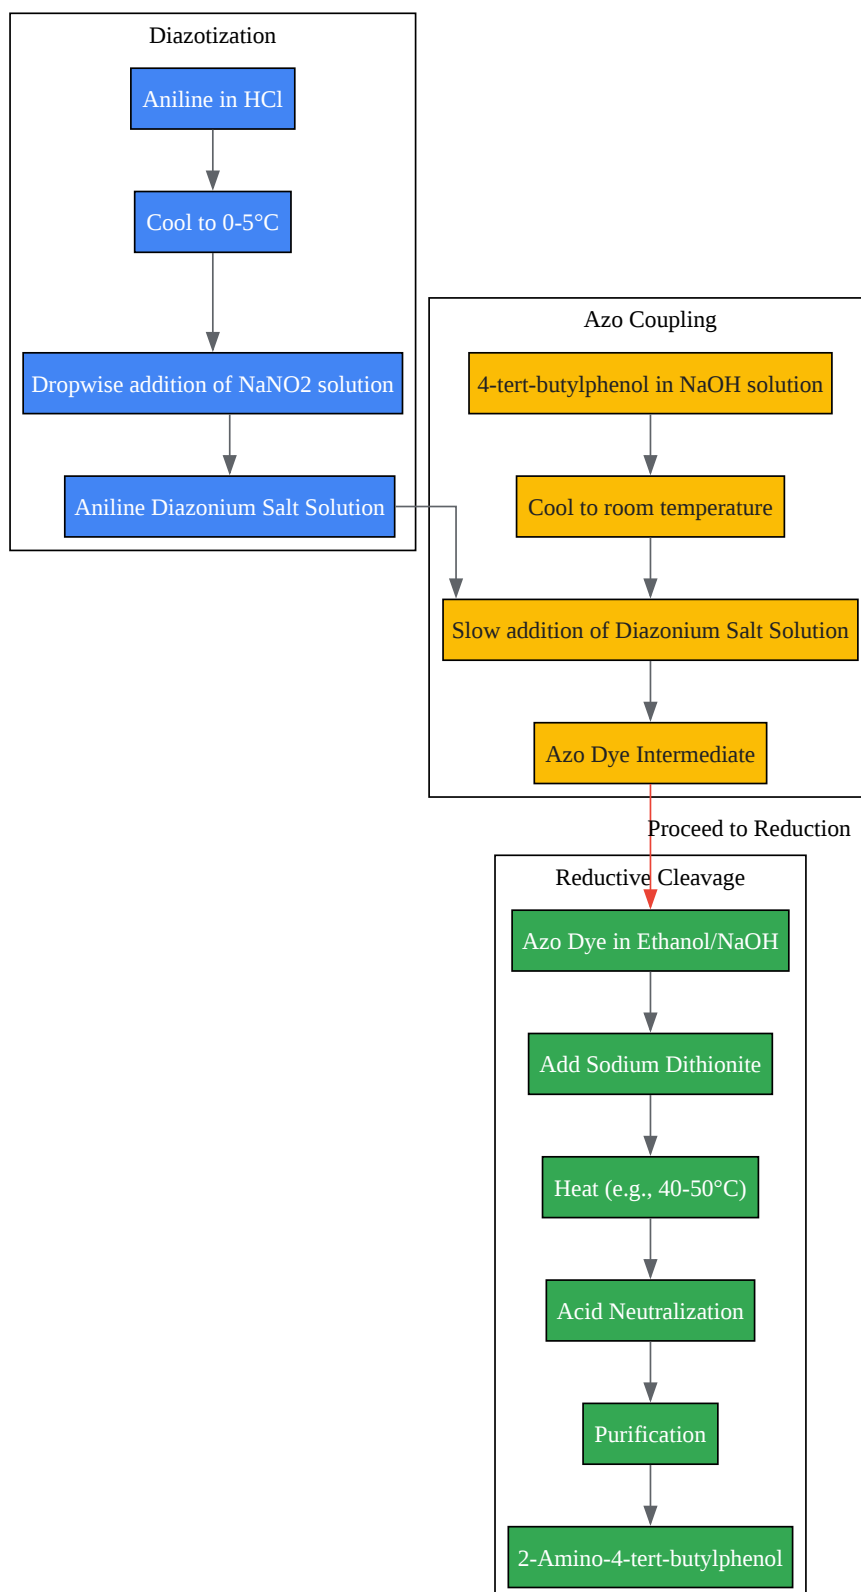 Diazotization
Aniline in HCl
Cool to 0-5°C
Dropwise addition of NaNO2 solution
Aniline Diazonium Salt Solution
Azo Coupling
4-tert-butylphenol in NaOH solution
Cool to room temperature
Slow addition of Diazonium Salt Solution
Azo Dye Intermediate
Proceed to Reduction
Reductive Cleavage
Azo Dye in Ethanol/NaOH
Add Sodium Dithionite
Heat (e.g., 40-50°C)
Acid Neutralization
Purification
2-Amino-4-tert-butylphenol